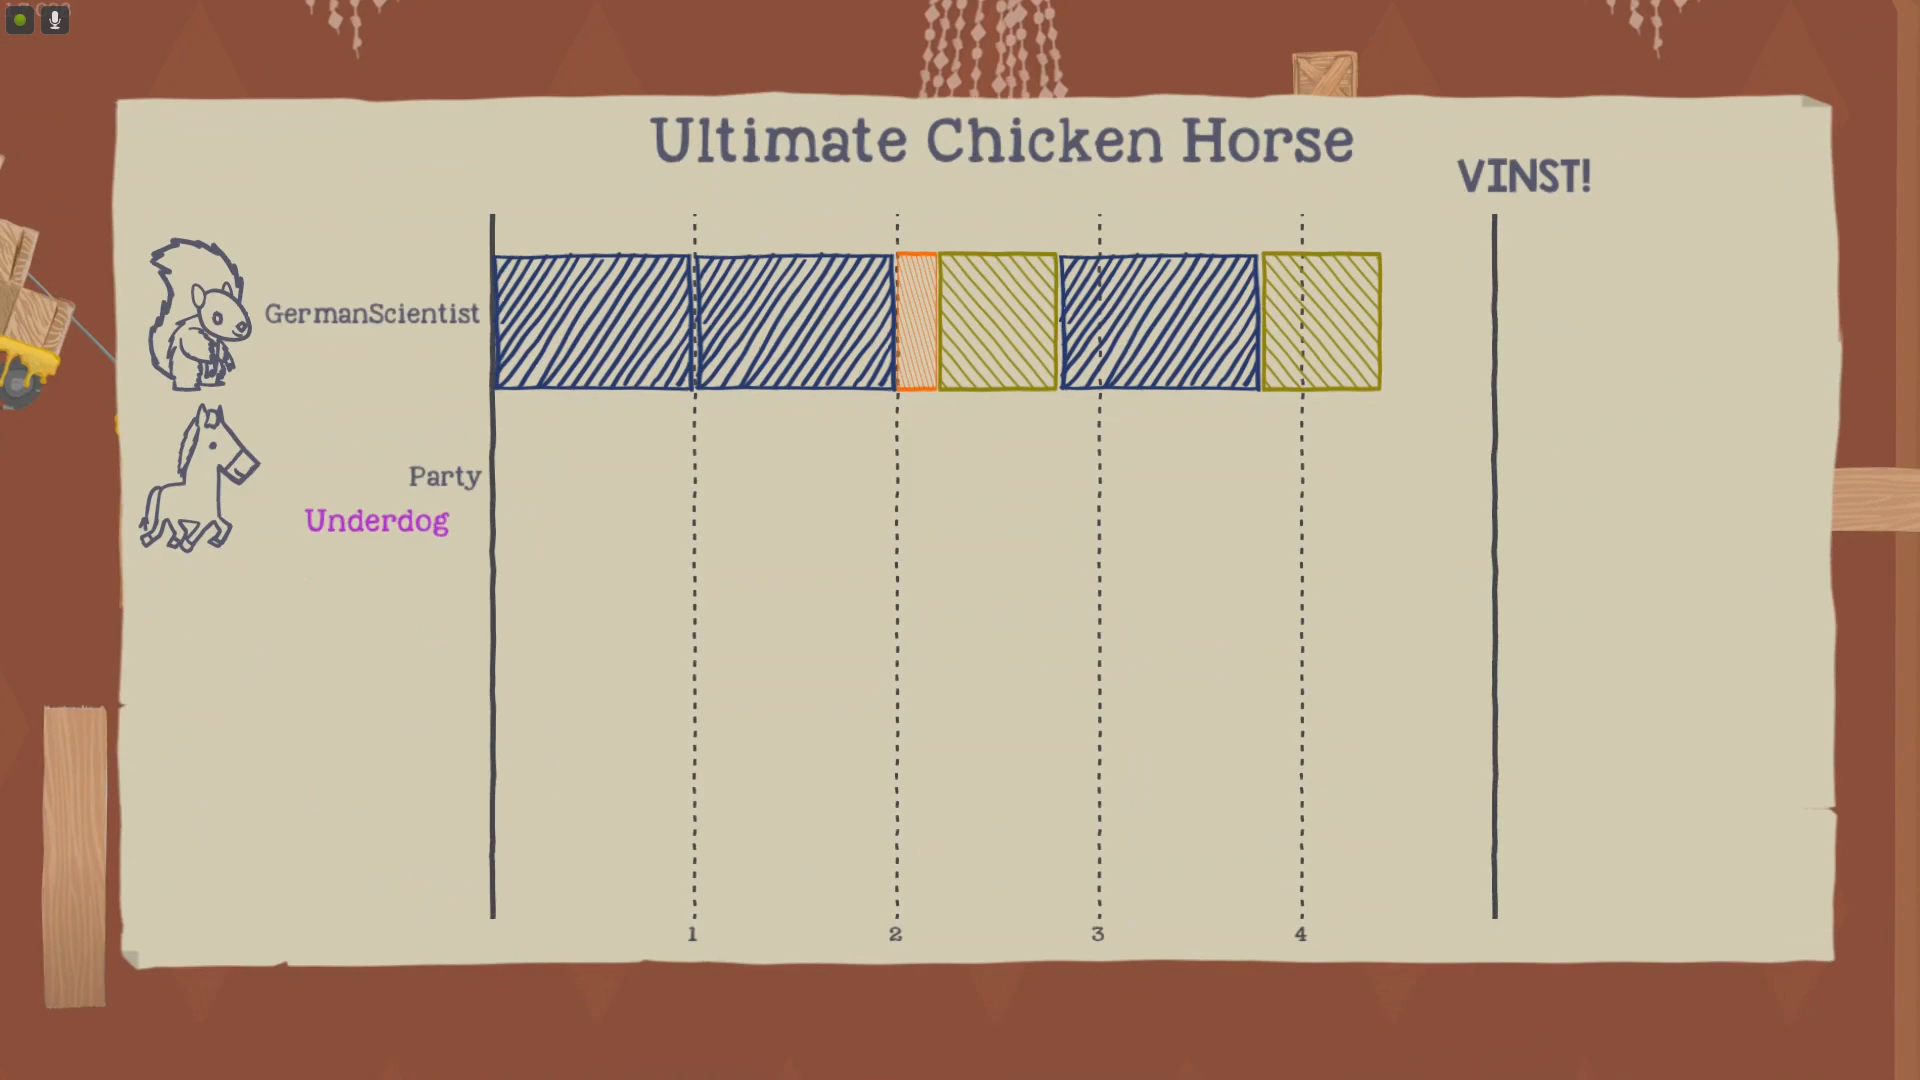 Ultimate Chicken Horse
VINST!
GermanScientist
Party
Underdog
1 2 3 4